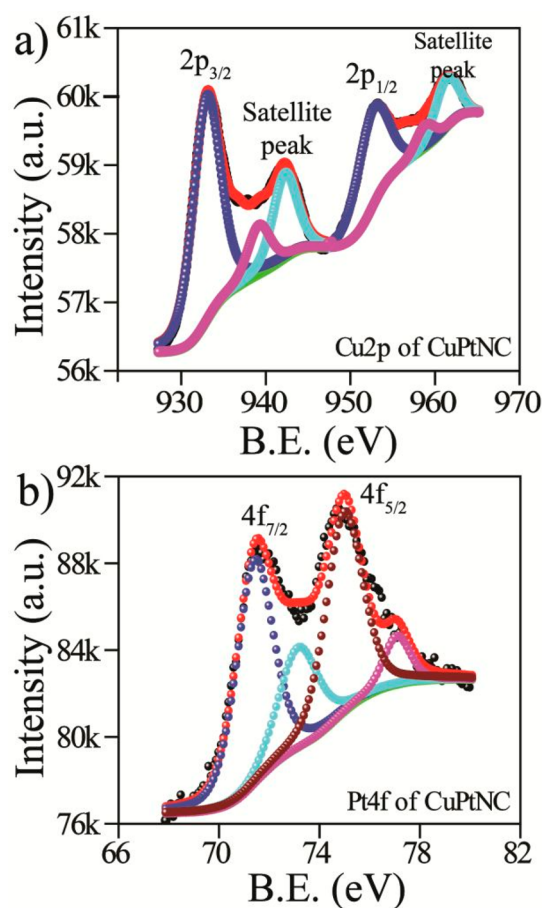 a)
61k
60k
59k
58k
57k
56k
Intensity (a.u.)
2p3/2
Satellite
peak
2p1/2
Satellite
peak
Cu2p of CuPtNC
930 940 950 960 970
B.E. (eV)
b)
92k
88k
84k
80k
76k
Intensity (a.u.)
4f7/2
4f5/2
Pt4f of CuPtNC
66 70 74 78 82
B.E. (eV)